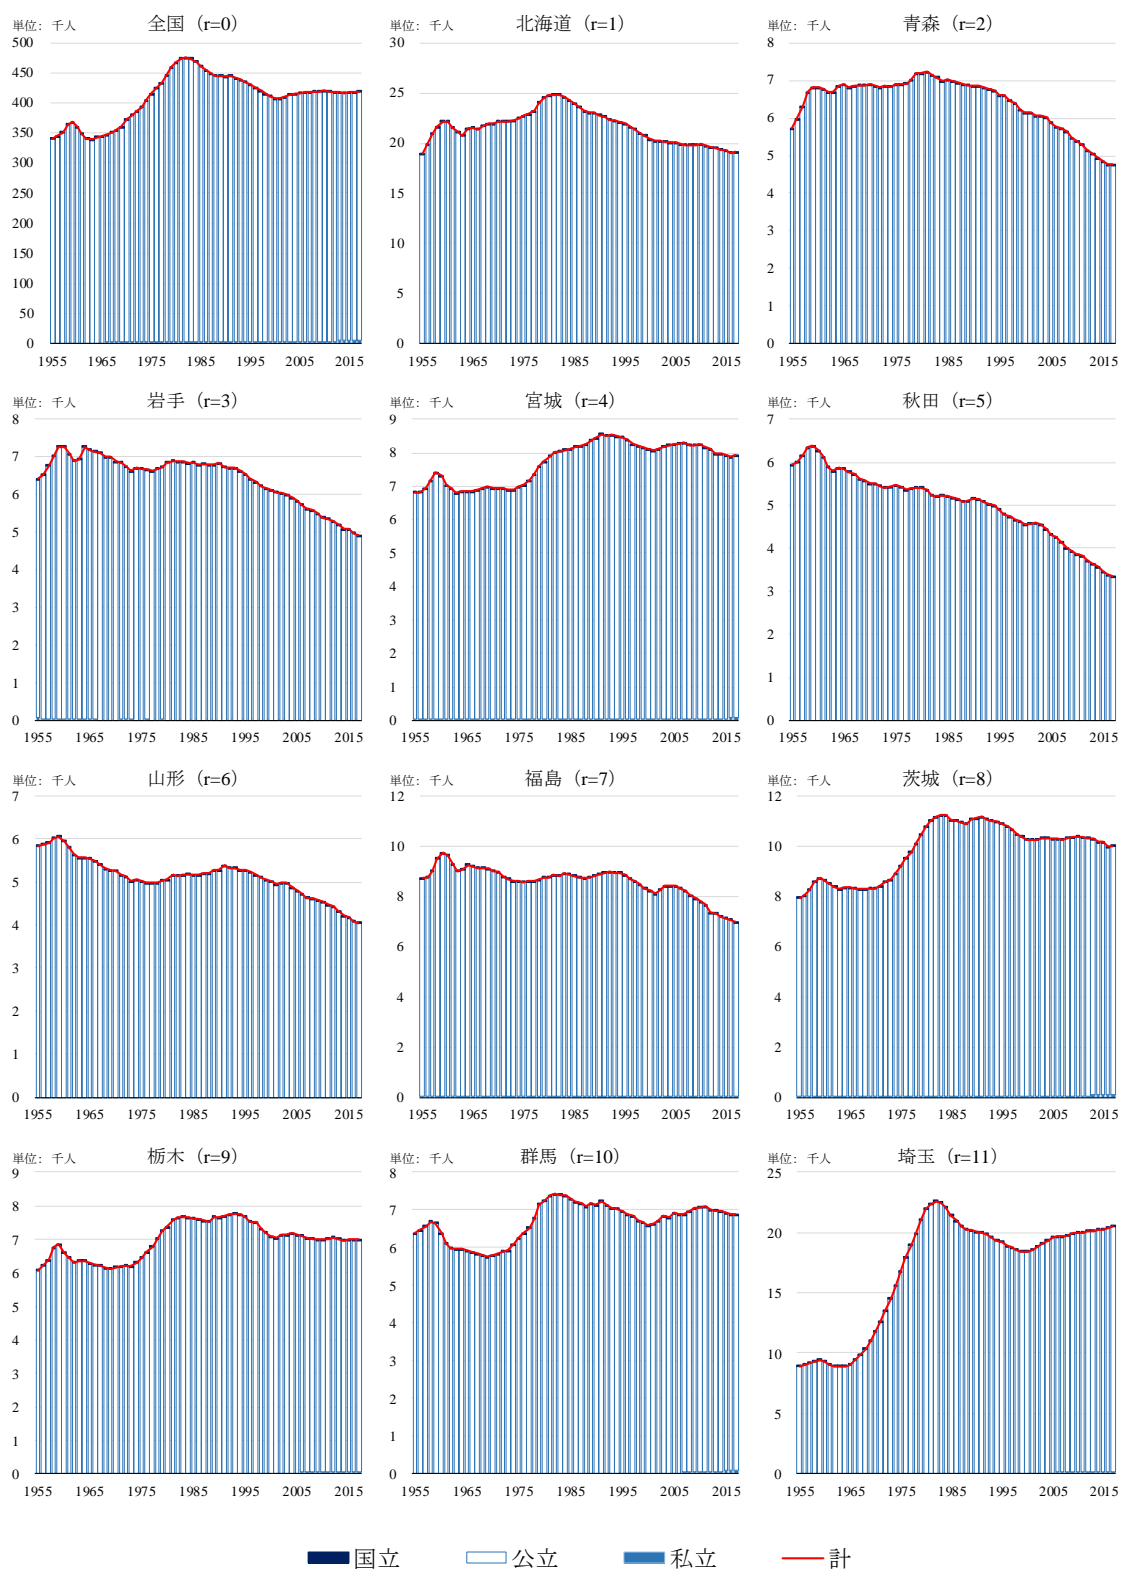 単位：千人 全国（r=0） 単位：千人 北海道（r=1） 単位：千人 青森（r=2）
500 30 8
450 7
400 25 6
350 20 5
300
250 15 4
200 3
150 10 2
100 5 1
50
0 0 0
1955 1965 1975 1985 1995 2005 2015 1955 1965 1975 1985 1995 2005 2015 1955 1965 1975 1985 1995 2005 2015
単位：千人 岩手（r=3） 単位：千人 宮城（r=4） 単位：千人 秋田（r=5）
8 9 7
7 8 6
6 7 5
5 6
4 5 4
3 4 3
2 3 2
1 2 1
1
0 0 0
1955 1965 1975 1985 1995 2005 2015 1955 1965 1975 1985 1995 2005 2015 1955 1965 1975 1985 1995 2005 2015
単位：千人 山形（r=6） 単位：千人 福島（r=7） 単位：千人 茨城（r=8）
7 12 12
6 10 10
5 8 8
4
3 6 6
2 4 4
1 2 2
0 0 0
1955 1965 1975 1985 1995 2005 2015 1955 1965 1975 1985 1995 2005 2015 1955 1965 1975 1985 1995 2005 2015
単位：千人 栃木（r=9） 単位：千人 群馬（r=10） 単位：千人 埼玉（r=11）
9 8 25
8 7
7 6 20
6 5
5 4 15
4 3 10
3 2
2 1 5
1
0 0 0
1955 1965 1975 1985 1995 2005 2015 1955 1965 1975 1985 1995 2005 2015 1955 1965 1975 1985 1995 2005 2015
国立 公立 私立 計